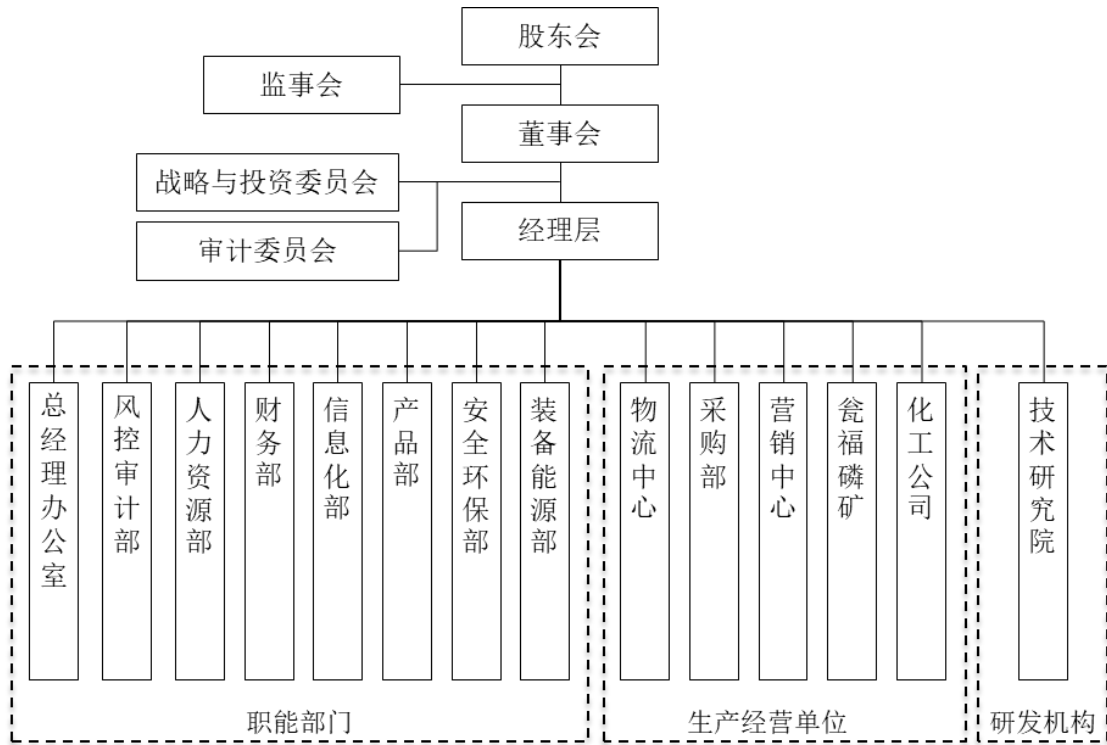 股东会
监事会
董事会
战略与投资委员会
审计委员会
经理层
总经理办公室
风控审计部
人力资源部
财务部
信息化部
产品部
安全环保部
装备能源部
物流中心
采购部
营销中心
瓮福磷矿
化工公司
技术研究院
职能部门
生产经营单位
研发机构